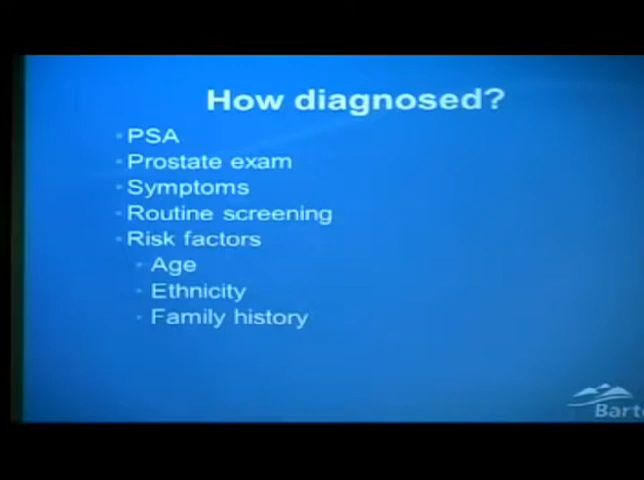 How diagnosed?
PSA
Prostate exam
Symptoms
Routine screening
Risk factors
Age
Ethnicity
Family history